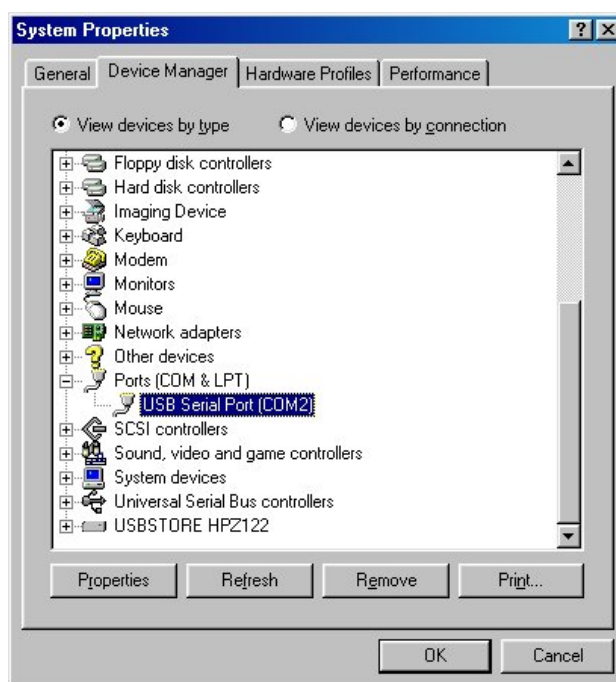 System Properties
General Device Manager Hardware Profiles Performance
View devices by type View devices by connection
Floppy disk controllers
Hard disk controllers
Imaging Device
Keyboard
Modem
Monitors
Mouse
Network adapters
Other devices
Ports (COM & LPT)
USB Serial Port (COM2)
SCSI controllers
Sound, video and game controllers
System devices
Universal Serial Bus controllers
USBSTORE HPZ122
Properties Refresh Remove Print...
OK Cancel